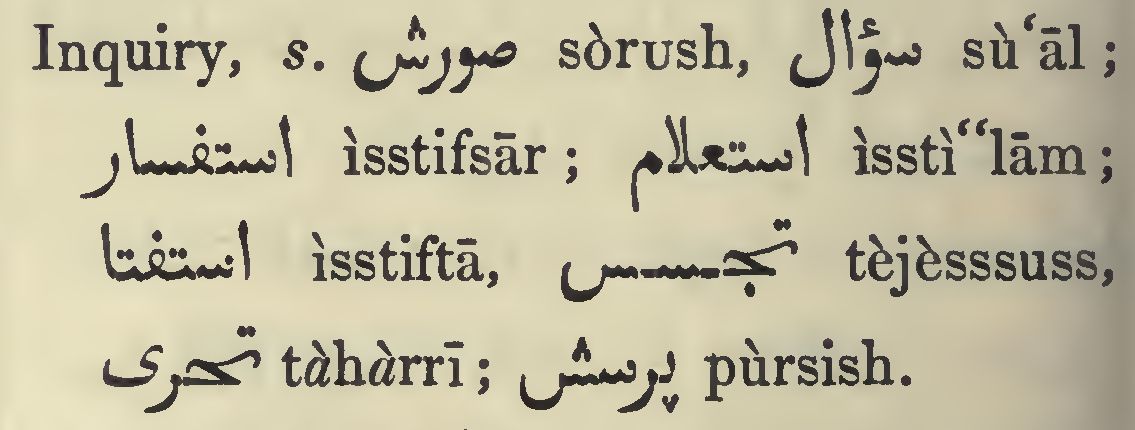 Inquiry, s. صورش sòrush, سؤال sù‘āl ;
استفسار ìsstifsār ; استعلام ìsstì“lām ;
استفتا ìsstiftā, تجسس tèjèsssuss,
تحری tàhàrrī ; پرسش pùrsish.